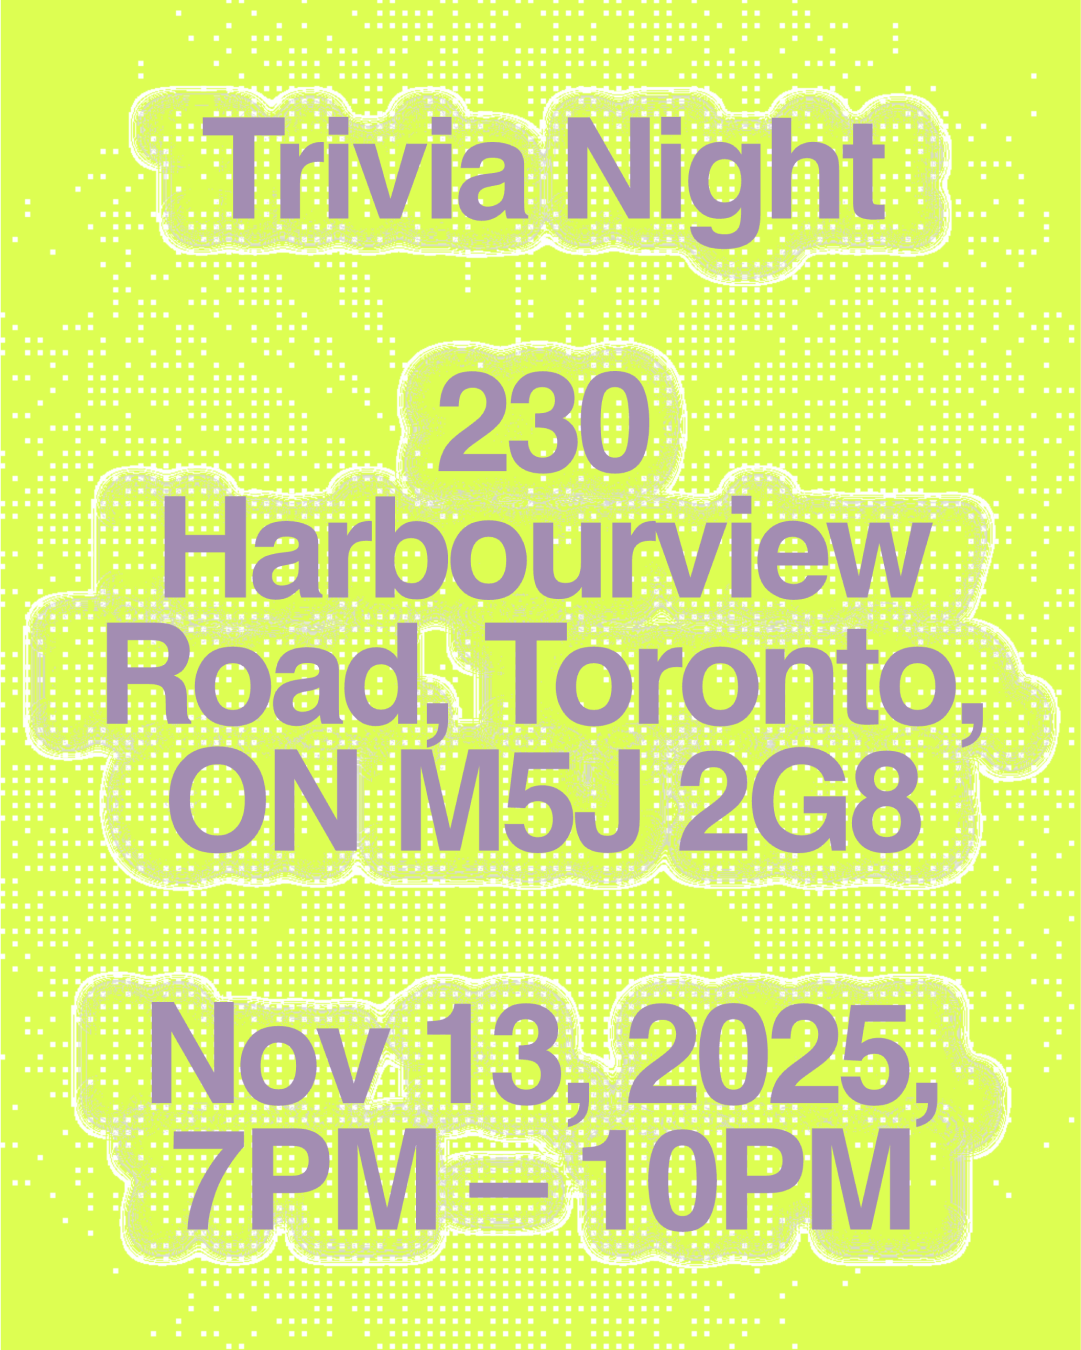 Trivia Night
230
Harbourview
Road, Toronto,
ON M5J 2G8
Nov 13, 2025,
7PM – 10PM